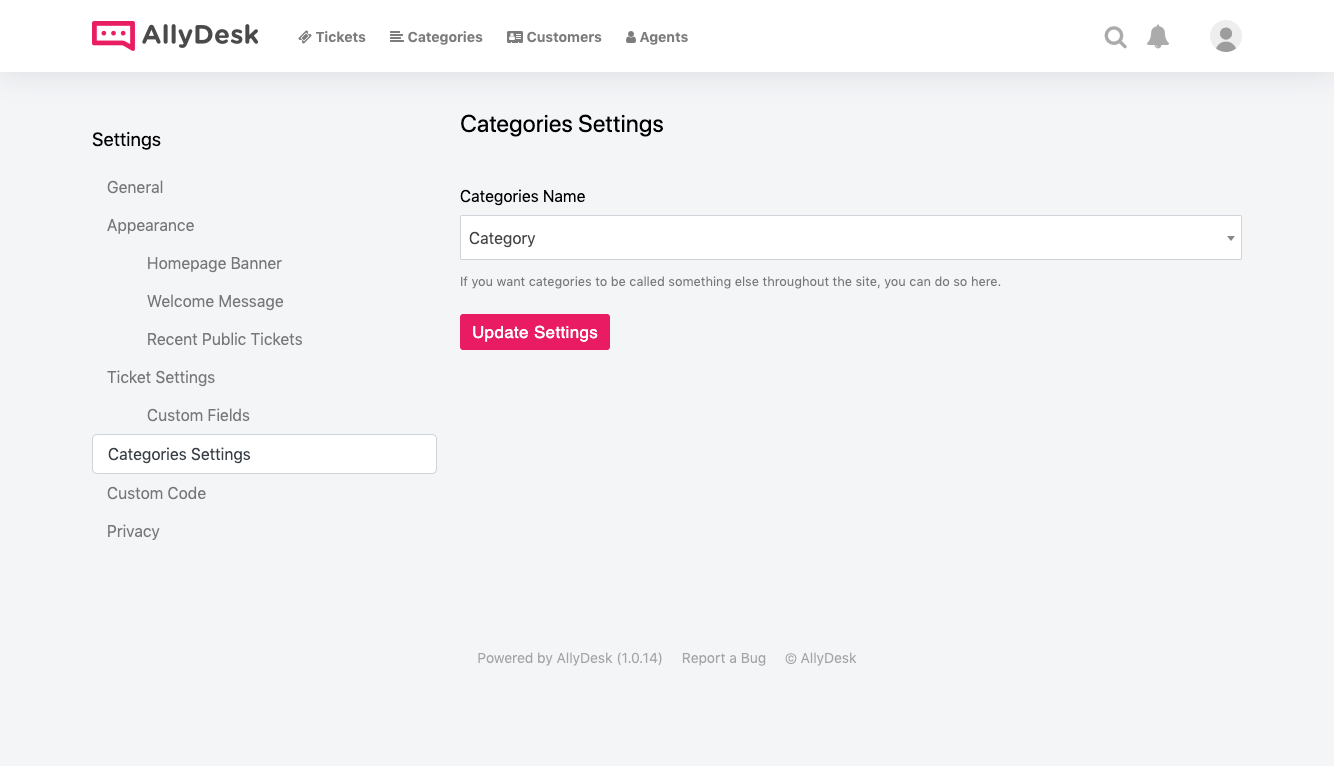 AllyDesk
Tickets
Categories
Customers
Agents
Settings
General
Appearance
Homepage Banner
Welcome Message
Recent Public Tickets
Ticket Settings
Custom Fields
Categories Settings
Custom Code
Privacy
Categories Settings
Categories Name
Category
If you want categories to be called something else throughout the site, you can do so here.
Update Settings
Powered by AllyDesk (1.0.14) Report a Bug © AllyDesk